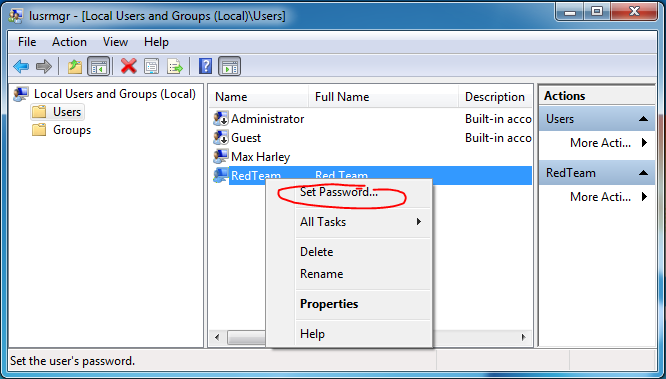 lusrmgr - [Local Users and Groups (Local)\Users]
File Action View Help
Local Users and Groups (Local)
Users
Groups
Name Full Name Description
Administrator Built-in acco
Guest Built-in acco
Max Harley
RedTeam Red Team
Set Password...
All Tasks
Delete
Rename
Properties
Help
Actions
Users
More Acti...
RedTeam
More Acti...
Set the user's password.